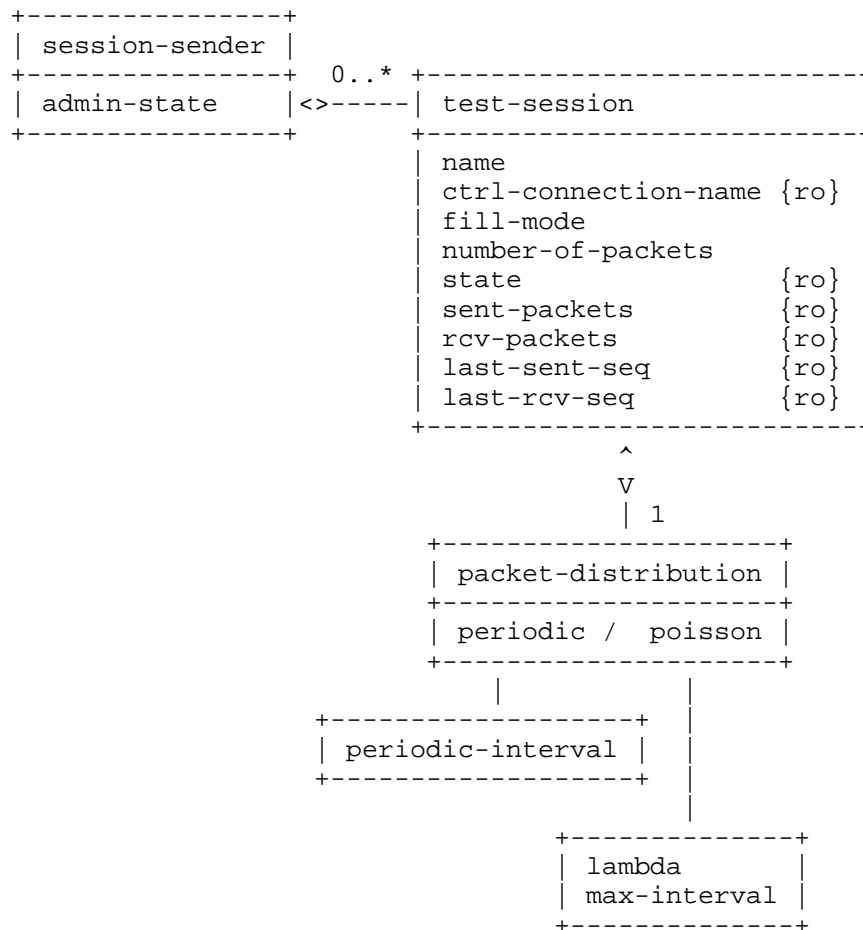 session-sender
0..*
admin-state <> test-session
name
ctrl-connection-name {ro}
fill-mode
number-of-packets
state {ro}
sent-packets {ro}
rcv-packets {ro}
last-sent-seq {ro}
last-rcv-seq {ro}
^
V
1
packet-distribution
periodic / poisson
periodic-interval
lambda
max-interval